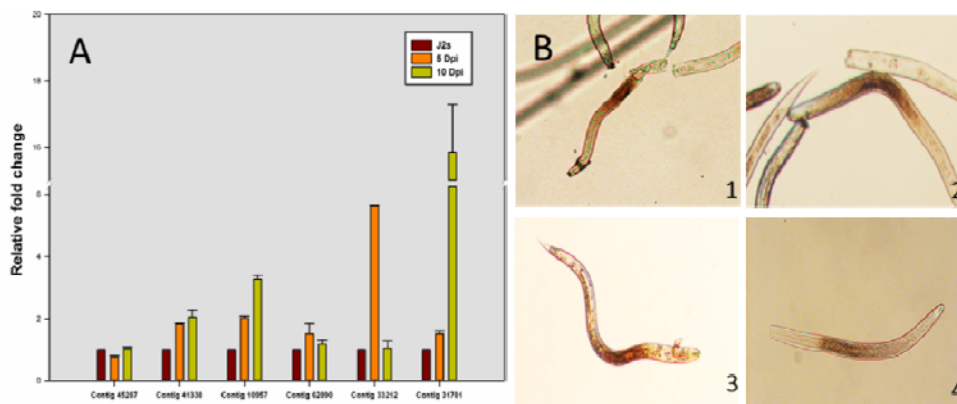 A
B
20
18
16
6
4
2
0
Relative fold change
J2s
5 Dpi
10 Dpi
Contig 45267
Contig 41338
Contig 10957
Contig 62090
Contig 33212
Contig 31701
1
2
3
4